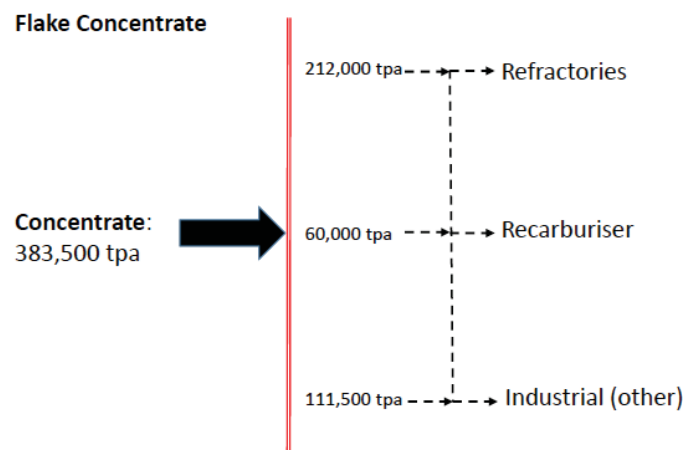 Flake Concentrate
212,000 tpa
Refractories
Concentrate:
383,500 tpa
60,000 tpa
Recarburiser
111,500 tpa
Industrial (other)